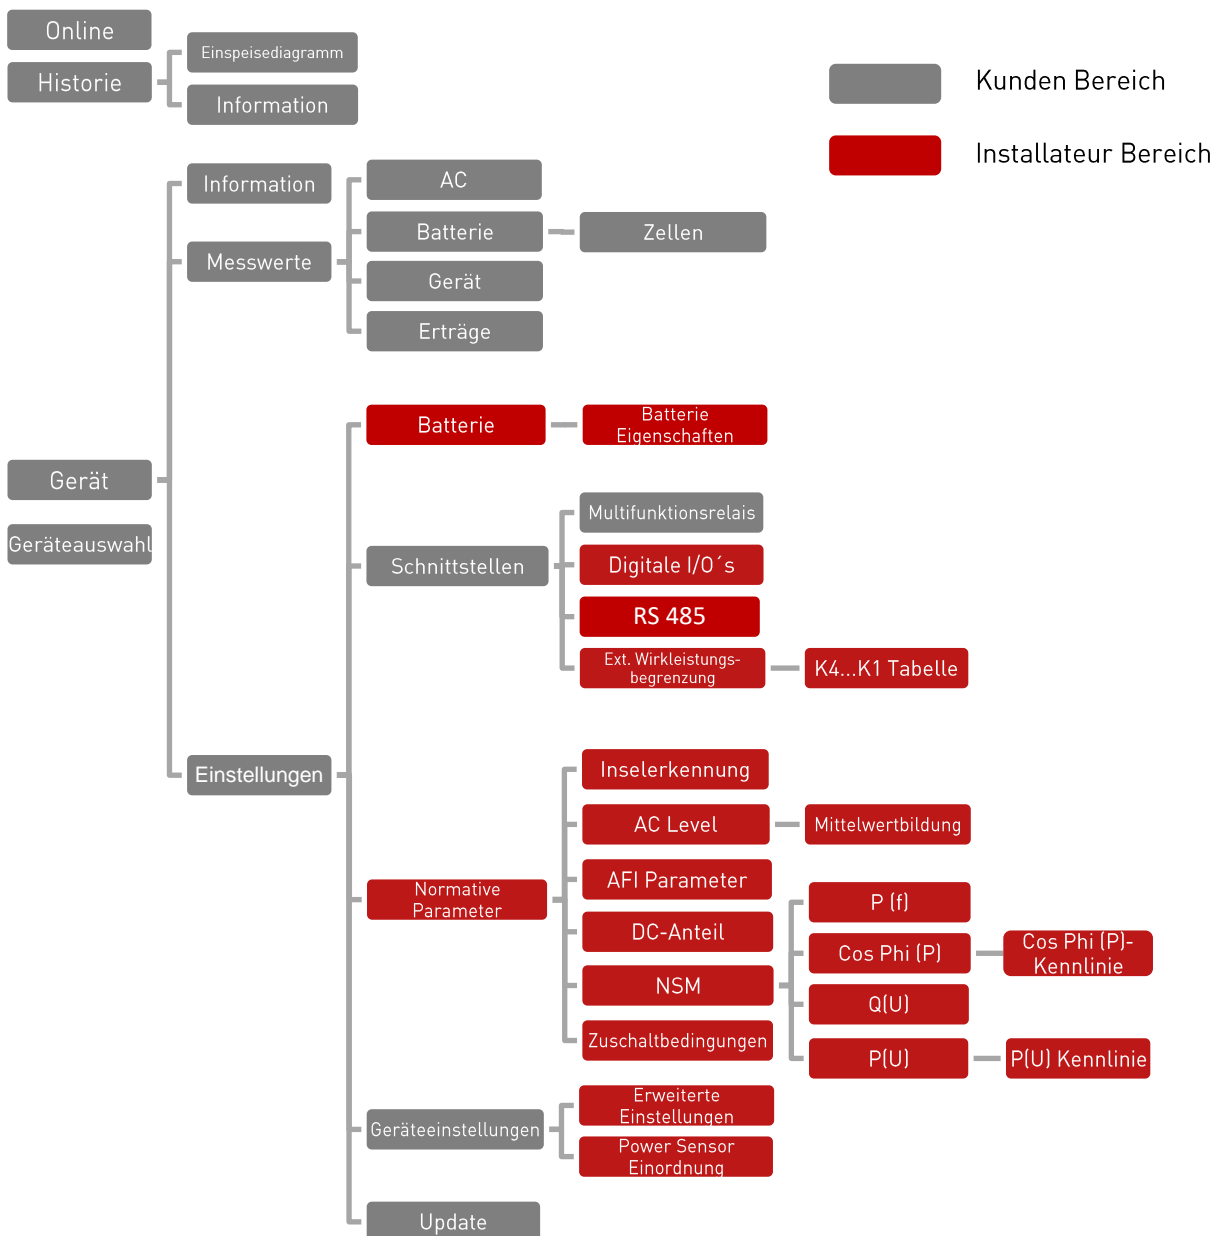 Online
Historie
Einspeisediagramm
Information
Kunden Bereich
Installateur Bereich
Information
Messwerte
AC
Batterie
Zellen
Gerät
Erträge
Gerät
Geräteauswahl
Einstellungen
Batterie
Batterie
Eigenschaften
Schnittstellen
Multifunktionsrelais
Digitale I/O´s
RS 485
Ext. Wirkleistungs-
begrenzung
K4...K1 Tabelle
Normative
Parameter
Inselerkennung
AC Level
Mittelwertbildung
AFI Parameter
DC-Anteil
NSM
P (f)
Cos Phi (P)
Cos Phi (P)-
Kennlinie
Q(U)
P(U)
P(U) Kennlinie
Zuschaltbedingungen
Geräteeinstellungen
Erweiterte
Einstellungen
Power Sensor
Einordnung
Update